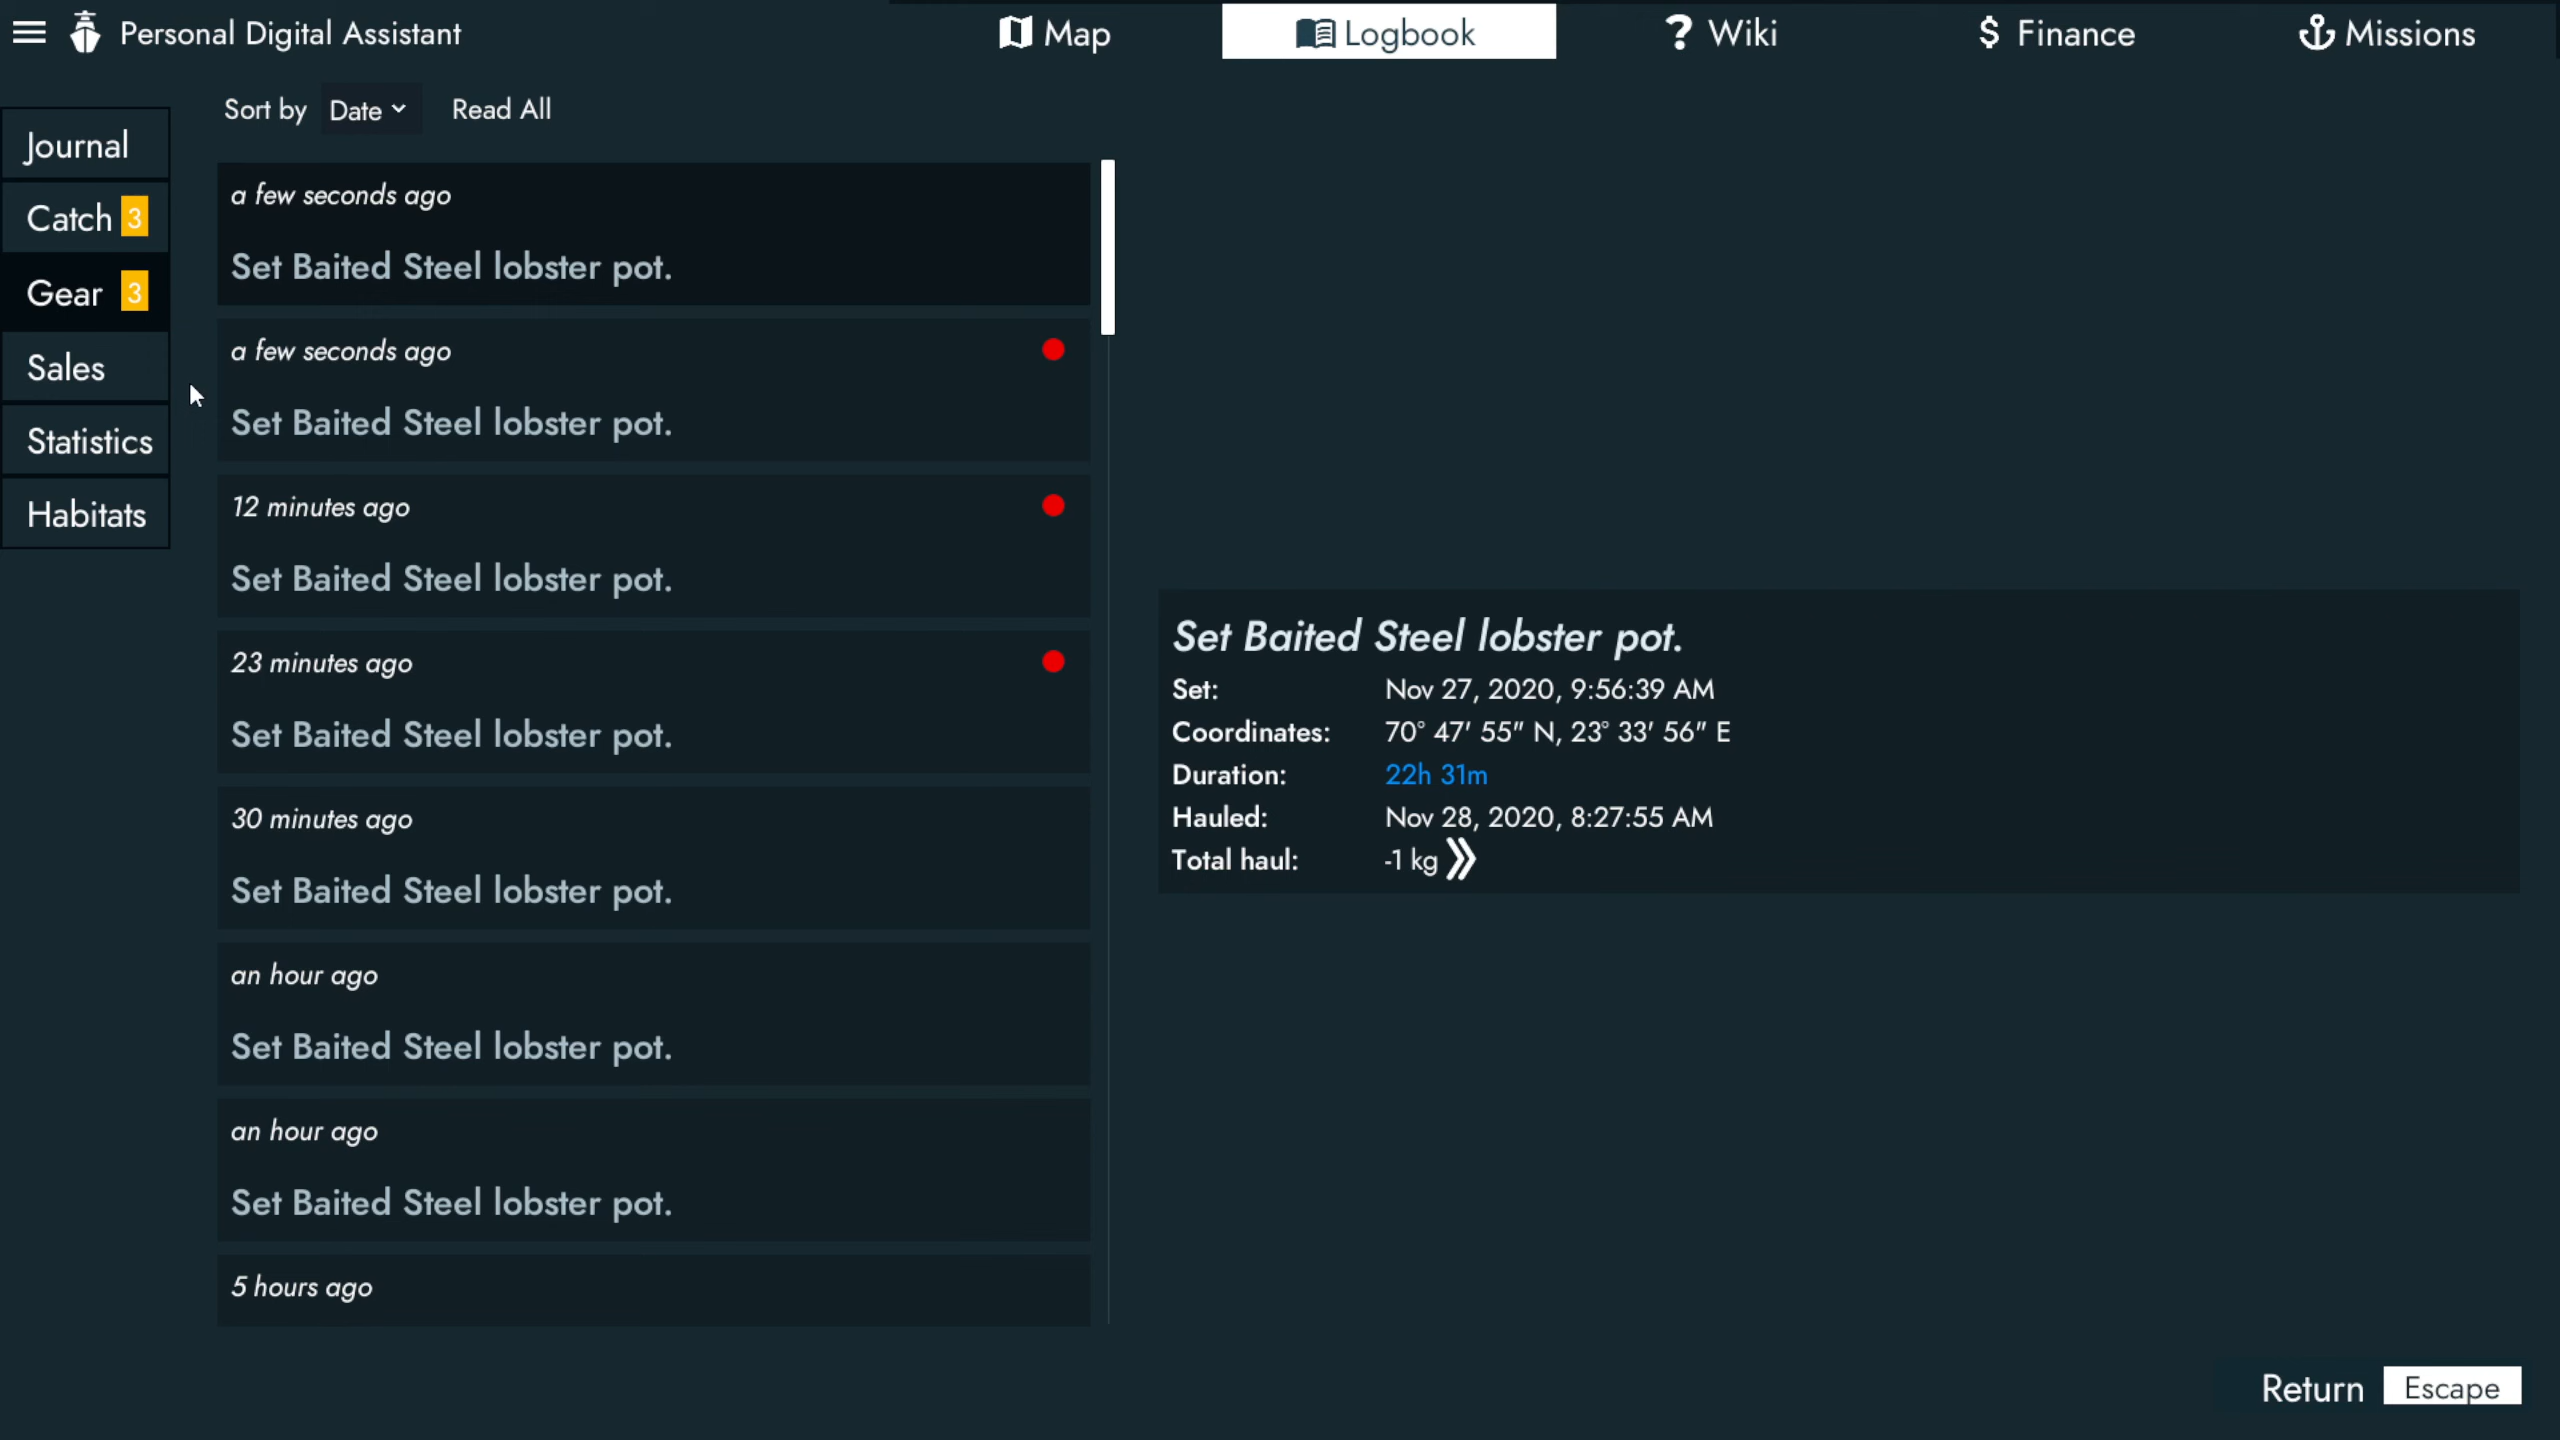 Personal Digital Assistant
Map
Logbook
? Wiki
$ Finance
Missions
Sort by Date Read All
Journal
Catch 3
Gear 3
Sales
Statistics
Habitats
a few seconds ago
Set Baited Steel lobster pot.
a few seconds ago
Set Baited Steel lobster pot.
12 minutes ago
Set Baited Steel lobster pot.
23 minutes ago
Set Baited Steel lobster pot.
30 minutes ago
Set Baited Steel lobster pot.
an hour ago
Set Baited Steel lobster pot.
an hour ago
Set Baited Steel lobster pot.
5 hours ago
Set Baited Steel lobster pot.
Set: Nov 27, 2020, 9:56:39 AM
Coordinates: 70° 47' 55" N, 23° 33' 56" E
Duration: 22h 31m
Hauled: Nov 28, 2020, 8:27:55 AM
Total haul: -1 kg
Return Escape